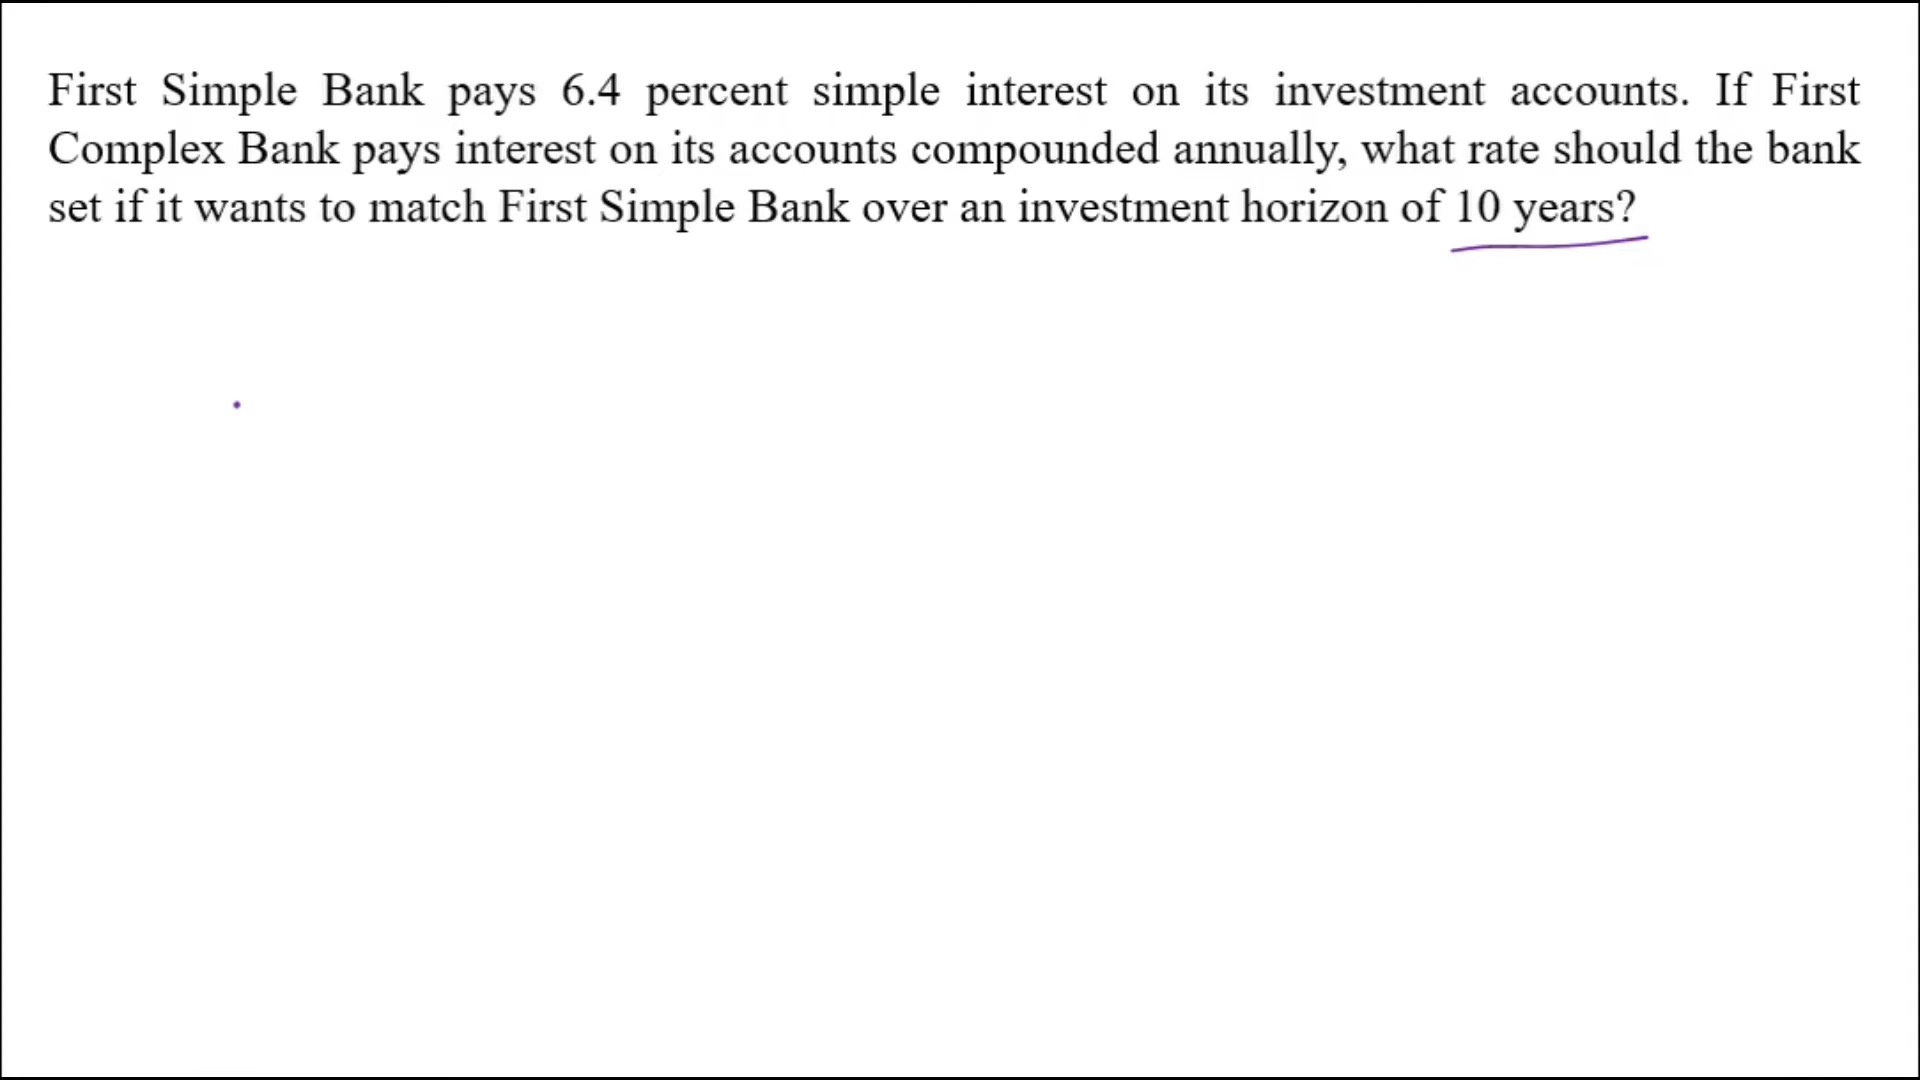 First Simple Bank pays 6.4 percent simple interest on its investment accounts. If First
Complex Bank pays interest on its accounts compounded annually, what rate should the bank
set if it wants to match First Simple Bank over an investment horizon of 10 years?